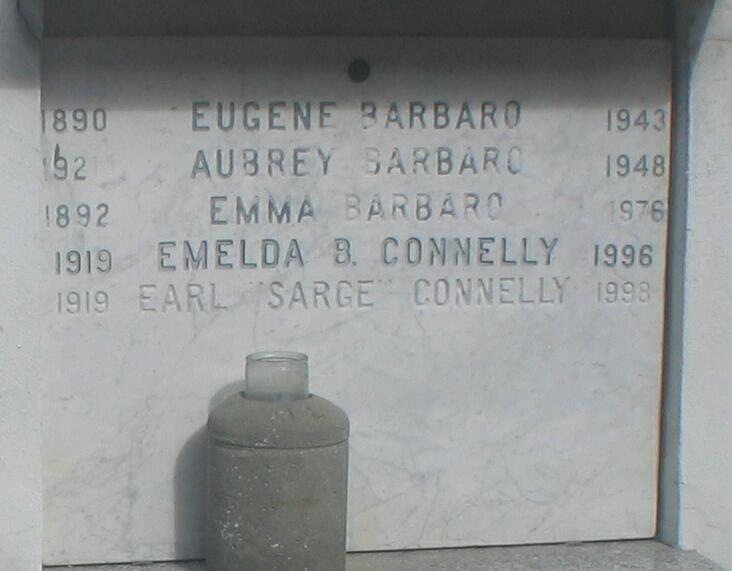 1890 EUGENE BARBARO 1943
AUBREY BARBARO 1948
1892 EMMA BARBARO 1976
1919 EMELDA B. CONNELLY 1996
1919 EARL "SARGE" CONNELLY 1998